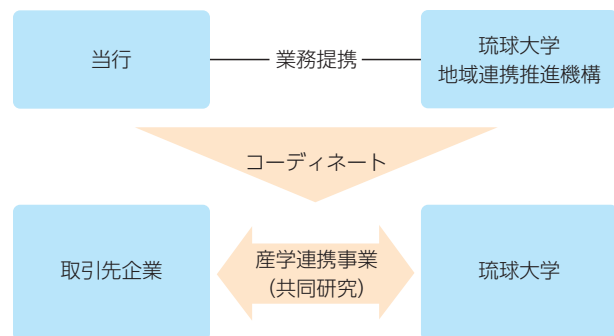 当行
業務提携
琉球大学
地域連携推進機構
コーディネート
取引先企業
産学連携事業
(共同研究)
琉球大学